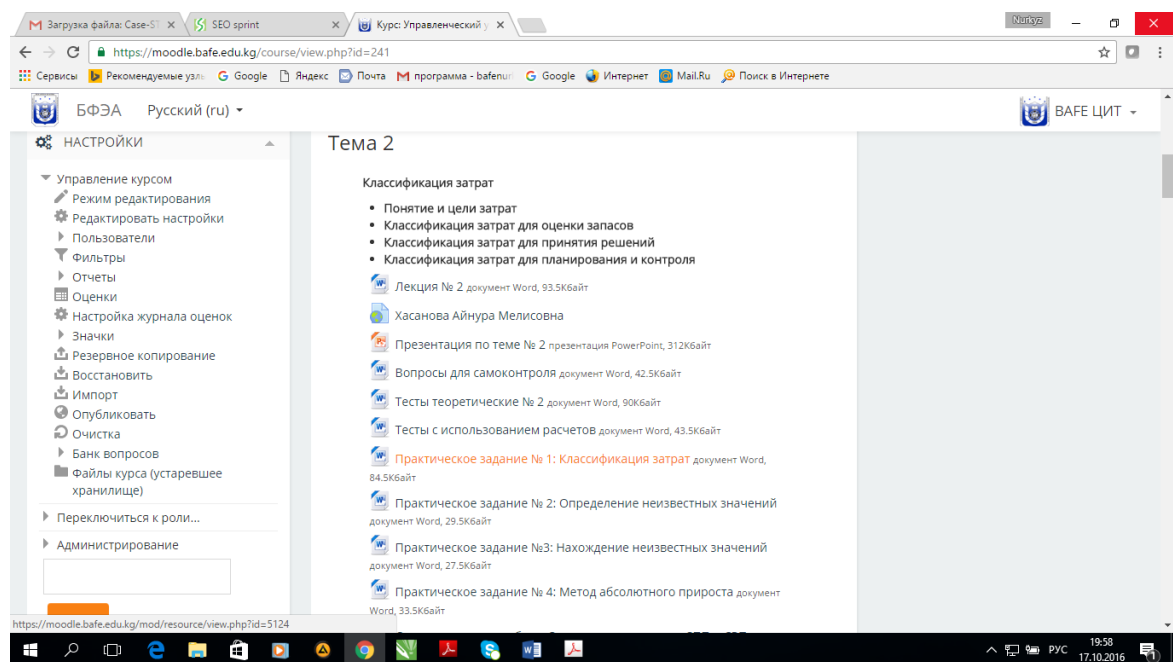 Загрузка файла: Case-ST
SEO sprint
Курс: Управленческий у
Nurkyz
https://moodle.bafe.edu.kg/course/view.php?id=241
Сервисы
Рекомендуемые узлы
Google
Яндекс
Почта
программа - bafenuri
Google
Интернет
Mail.Ru
Поиск в Интернете
БФЭА
Русский (ru)
BAFE ЦИТ
НАСТРОЙКИ
Управление курсом
Режим редактирования
Редактировать настройки
Пользователи
Фильтры
Отчеты
Оценки
Настройка журнала оценок
Значки
Резервное копирование
Восстановить
Импорт
Опубликовать
Очистка
Банк вопросов
Файлы курса (устаревшее
хранилище)
Переключиться к роли...
Администрирование
Тема 2
Классификация затрат
Понятие и цели затрат
Классификация затрат для оценки запасов
Классификация затрат для принятия решений
Классификация затрат для планирования и контроля
Лекция № 2 документ Word, 93.5Кбайт
Хасанова Айнура Мелисовна
Презентация по теме № 2 презентация PowerPoint, 312Кбайт
Вопросы для самоконтроля документ Word, 42.5Кбайт
Тесты теоретические № 2 документ Word, 90Кбайт
Тесты с использованием расчетов документ Word, 43.5Кбайт
Практическое задание № 1: Классификация затрат документ Word,
84.5Кбайт
Практическое задание № 2: Определение неизвестных значений
документ Word, 29.5Кбайт
Практическое задание №3: Нахождение неизвестных значений
документ Word, 27.5Кбайт
Практическое задание № 4: Метод абсолютного прироста документ
Word, 33.5Кбайт
https://moodle.bafe.edu.kg/mod/resource/view.php?id=5124
РУС
19:58
17.10.2016